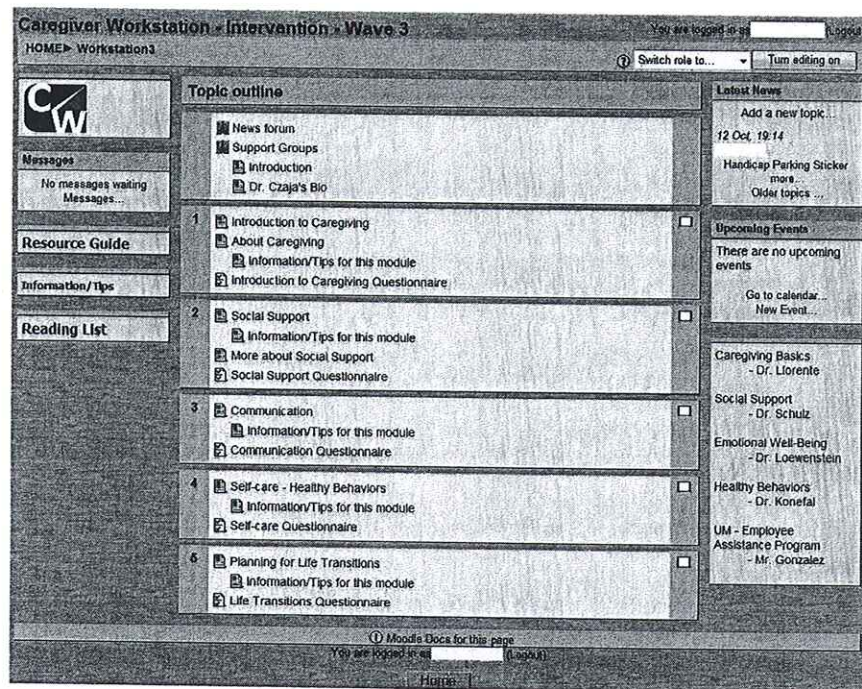 Caregiver Workstation - Intervention - Wave 3
You are logged in as (Logout)
HOME► Workstation3
Switch role to...
Turn editing on
CW
Messages
No messages waiting
Messages...
Resource Guide
Information/Tips
Reading List
Topic outline
News forum
Support Groups
Introduction
Dr. Czaja's Bio
1
Introduction to Caregiving
About Caregiving
Information/Tips for this module
Introduction to Caregiving Questionnaire
2
Social Support
Information/Tips for this module
More about Social Support
Social Support Questionnaire
3
Communication
Information/Tips for this module
Communication Questionnaire
4
Self-care - Healthy Behaviors
Information/Tips for this module
Self-care Questionnaire
5
Planning for Life Transitions
Information/Tips for this module
Life Transitions Questionnaire
Latest News
Add a new topic...
12 Oct, 19:14
Handicap Parking Sticker
more...
Older topics ...
Upcoming Events
There are no upcoming
events
Go to calendar...
New Event...
Caregiving Basics
- Dr. Llorente
Social Support
- Dr. Schulz
Emotional Well-Being
- Dr. Loewenstein
Healthy Behaviors
- Dr. Konefal
UM - Employee
Assistance Program
- Mr. Gonzalez
Moodle Docs for this page
You are logged in as (Logout)
Home